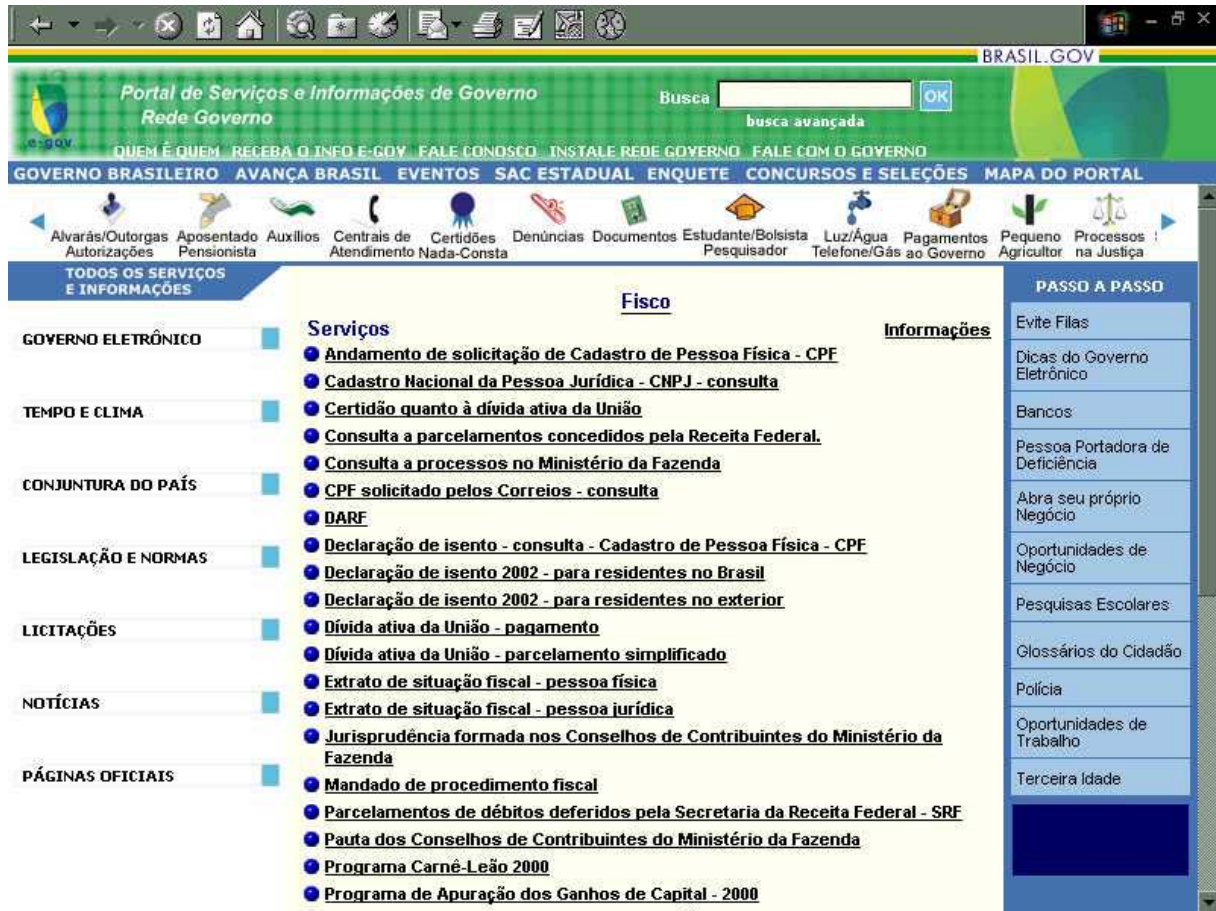 BRASIL.GOV
Portal de Serviços e Informações de Governo
Rede Governo
Busca
OK
busca avançada
e-gov
QUEM É QUEM RECEBA O INFO E-GOV FALE CONOSCO INSTALE REDE GOVERNO FALE COM O GOVERNO
GOVERNO BRASILEIRO AVANÇA BRASIL EVENTOS SAC ESTADUAL ENQUETE CONCURSOS E SELEÇÕES MAPA DO PORTAL
Alvarás/Outorgas Autorizações
Aposentado Pensionista
Auxílios
Centrais de Atendimento
Certidões Nada-Consta
Denúncias
Documentos
Estudante/Bolsista Pesquisador
Luz/Água Telefone/Gás
Pagamentos ao Governo
Pequeno Agricultor
Processos na Justiça
TODOS OS SERVIÇOS
E INFORMAÇÕES
GOVERNO ELETRÔNICO
TEMPO E CLIMA
CONJUNTURA DO PAÍS
LEGISLAÇÃO E NORMAS
LICITAÇÕES
NOTÍCIAS
PÁGINAS OFICIAIS
Fisco
Serviços
Informações
Andamento de solicitação de Cadastro de Pessoa Física - CPF
Cadastro Nacional da Pessoa Jurídica - CNPJ - consulta
Certidão quanto à dívida ativa da União
Consulta a parcelamentos concedidos pela Receita Federal.
Consulta a processos no Ministério da Fazenda
CPF solicitado pelos Correios - consulta
DARF
Declaração de isento - consulta - Cadastro de Pessoa Física - CPF
Declaração de isento 2002 - para residentes no Brasil
Declaração de isento 2002 - para residentes no exterior
Dívida ativa da União - pagamento
Dívida ativa da União - parcelamento simplificado
Extrato de situação fiscal - pessoa física
Extrato de situação fiscal - pessoa jurídica
Jurisprudência formada nos Conselhos de Contribuintes do Ministério da
Fazenda
Mandado de procedimento fiscal
Parcelamentos de débitos deferidos pela Secretaria da Receita Federal - SRF
Pauta dos Conselhos de Contribuintes do Ministério da Fazenda
Programa Carnê-Leão 2000
Programa de Apuração dos Ganhos de Capital - 2000
PASSO A PASSO
Evite Filas
Dicas do Governo
Eletrônico
Bancos
Pessoa Portadora de
Deficiência
Abra seu próprio
Negócio
Oportunidades de
Negócio
Pesquisas Escolares
Glossários do Cidadão
Polícia
Oportunidades de
Trabalho
Terceira Idade